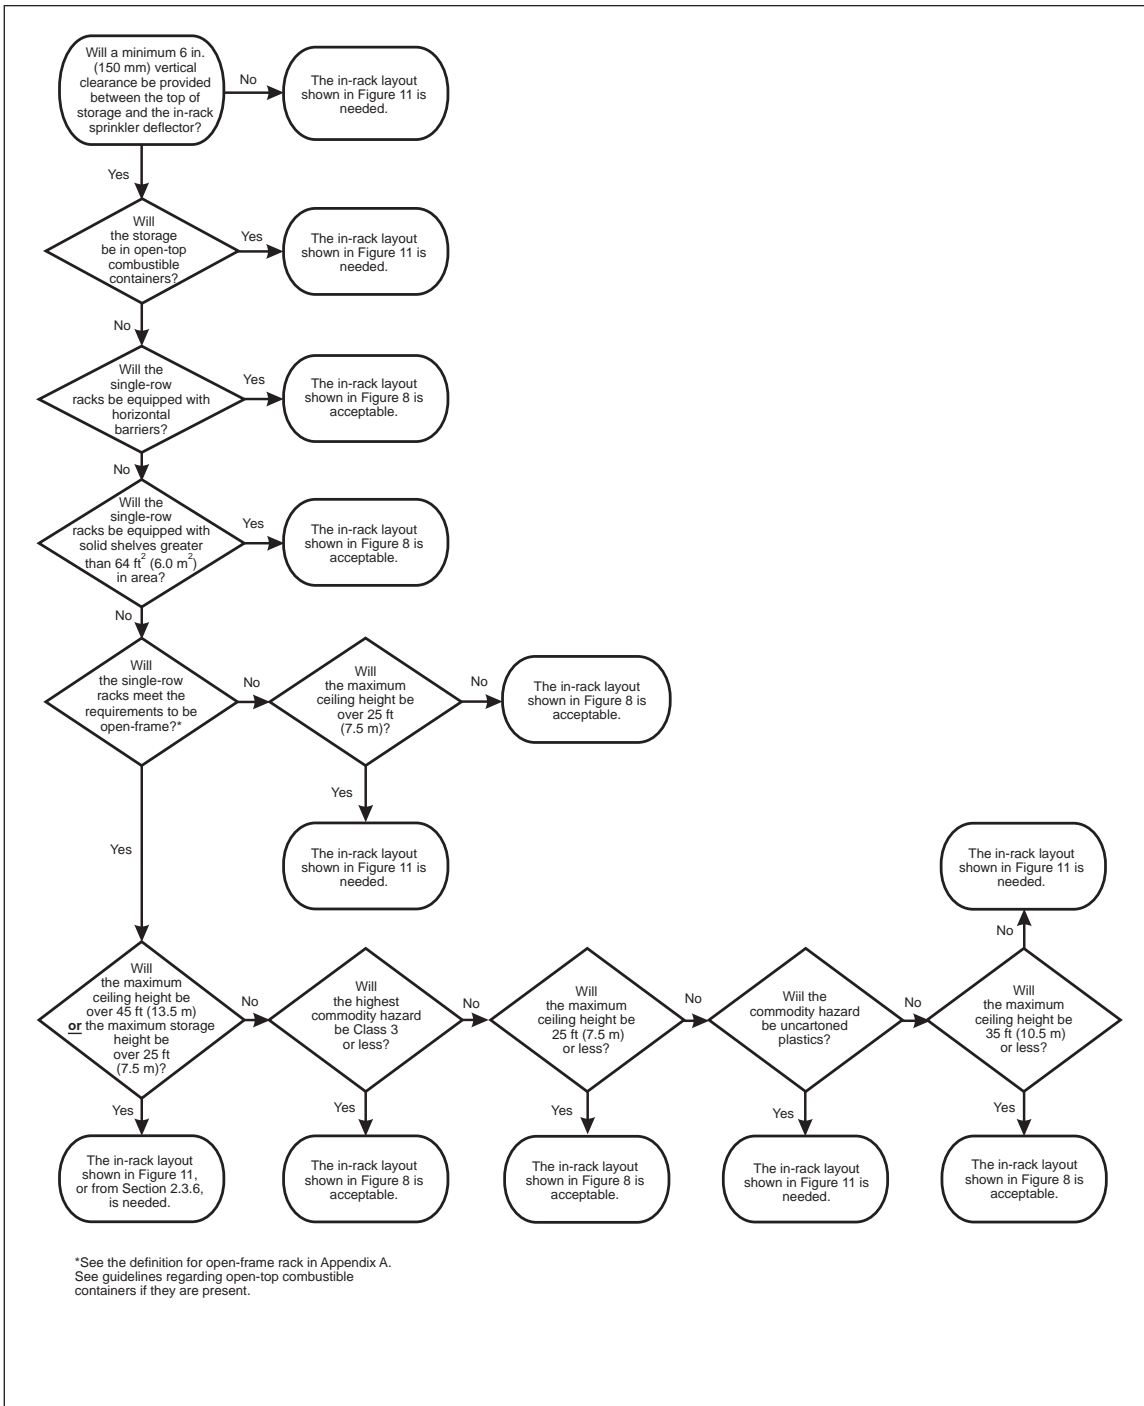 Will a minimum 6 in.
(150 mm) vertical
clearance be provided
between the top of
storage and the in-rack
sprinkler deflector?
No
The in-rack layout
shown in Figure 11 is
needed.
Yes
Will
the storage
be in open-top
combustible
containers?
Yes
The in-rack layout
shown in Figure 11 is
needed.
No
Will the
single-row
racks be equipped with
horizontal
barriers?
Yes
The in-rack layout
shown in Figure 8 is
acceptable.
No
Will the
single-row
racks be equipped with
solid shelves greater
than 64 ft² (6.0 m²)
in area?
Yes
The in-rack layout
shown in Figure 8 is
acceptable.
No
Will
the single-row
racks meet the
requirements to be
open-frame?*
No
Will
the maximum
ceiling height be
over 25 ft
(7.5 m)?
No
The in-rack layout
shown in Figure 8 is
acceptable.
Yes
The in-rack layout
shown in Figure 11 is
needed.
Yes
Will
the maximum
ceiling height be
over 45 ft (13.5 m)
or the maximum storage
height be
over 25 ft
(7.5 m)?
No
Will
the highest
commodity hazard
be Class 3
or less?
No
Will
the maximum
ceiling height be
25 ft (7.5 m)
or less?
No
Wiil the
commodity hazard
be uncartoned
plastics?
No
Will
the maximum
ceiling height be
35 ft (10.5 m)
or less?
No
The in-rack layout
shown in Figure 11 is
needed.
Yes
The in-rack layout
shown in Figure 11,
or from Section 2.3.6,
is needed.
Yes
The in-rack layout
shown in Figure 8 is
acceptable.
Yes
The in-rack layout
shown in Figure 8 is
acceptable.
Yes
The in-rack layout
shown in Figure 11 is
needed.
Yes
The in-rack layout
shown in Figure 8 is
acceptable.
*See the definition for open-frame rack in Appendix A.
See guidelines regarding open-top combustible
containers if they are present.